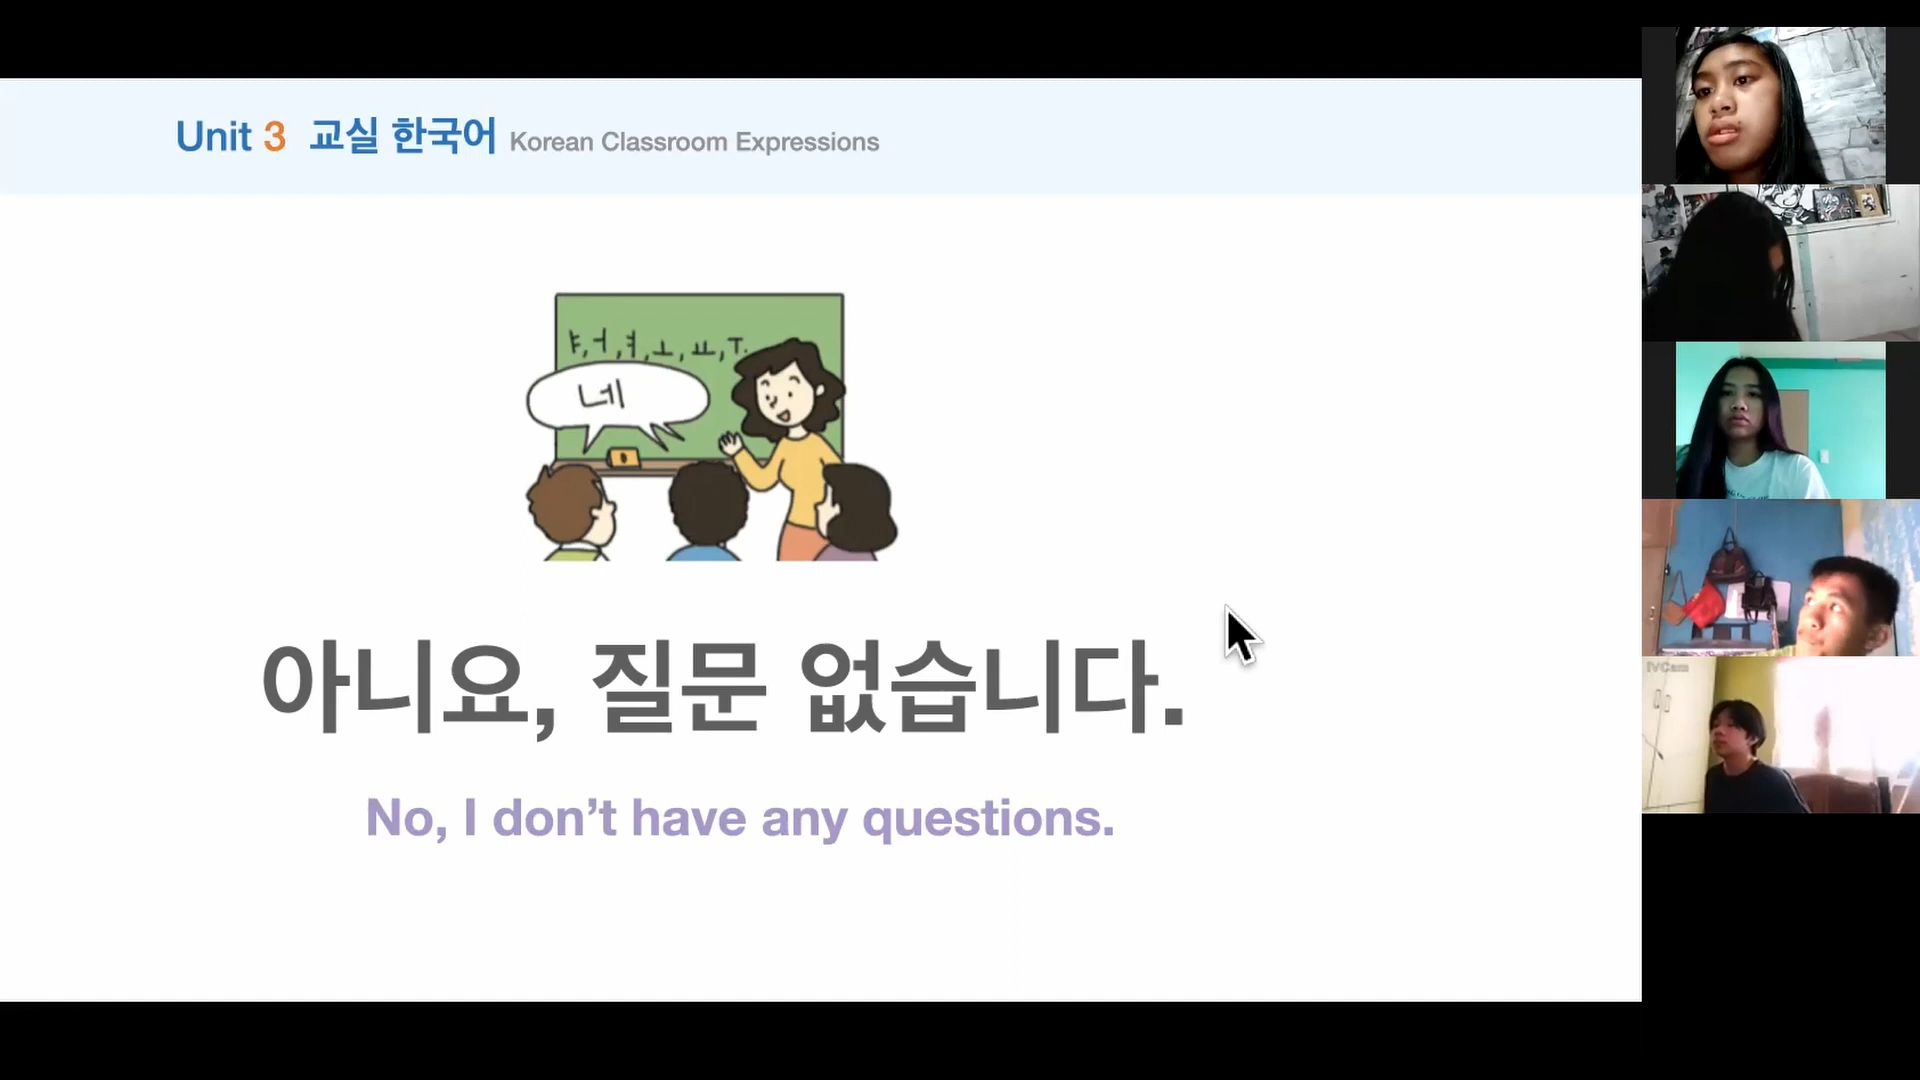 Unit 3 교실 한국어 Korean Classroom Expressions
ㅑ,ㅓ,ㅕ,ㅗ,ㅛ,ㅜ.
네
아니요, 질문 없습니다.
No, I don't have any questions.
IVCam